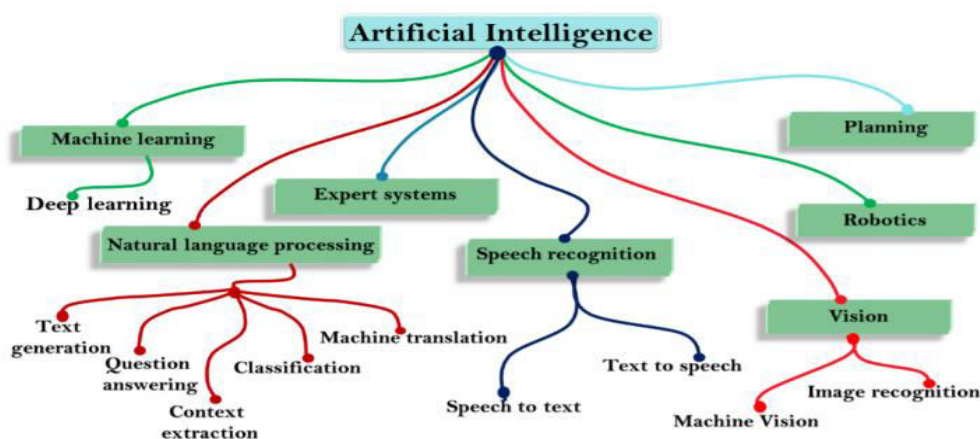 Artificial Intelligence
Machine learning
Planning
Deep learning
Expert systems
Robotics
Natural language processing
Speech recognition
Text
generation
Question
answering
Context
extraction
Classification
Machine translation
Speech to text
Text to speech
Vision
Machine Vision
Image recognition